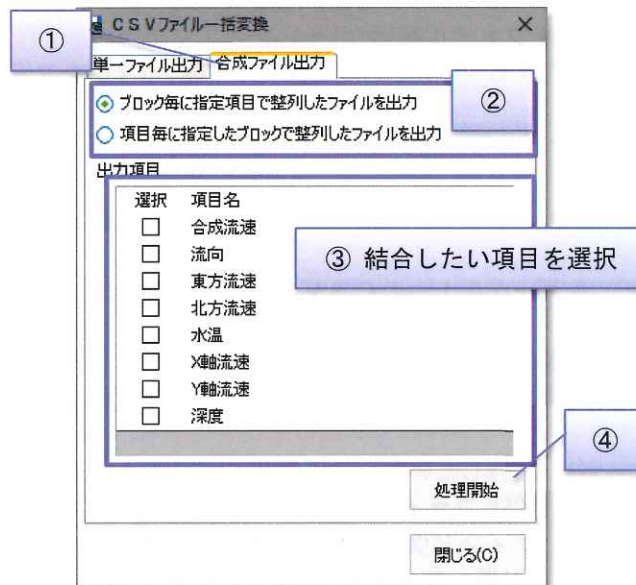 ①
CSVファイル一括変換
単一ファイル出力 合成ファイル出力
②
ブロック毎に指定項目で整列したファイルを出力
項目毎に指定したブロックで整列したファイルを出力
出力項目
選択 項目名
合成流速
流向
③ 結合したい項目を選択
東方流速
北方流速
水温
X軸流速
Y軸流速
深度
④
処理開始
閉じる(C)